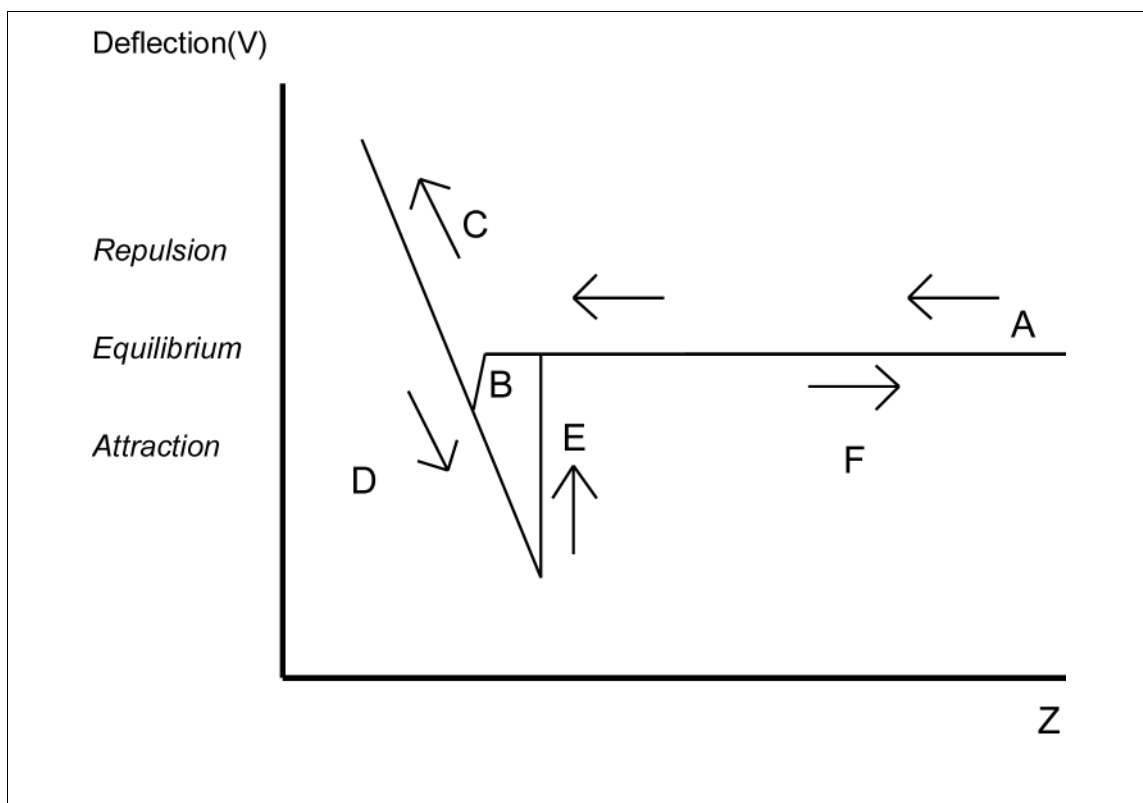 Deflection(V)
C
Repulsion
A
Equilibrium
B
E
Attraction
F
D
Z